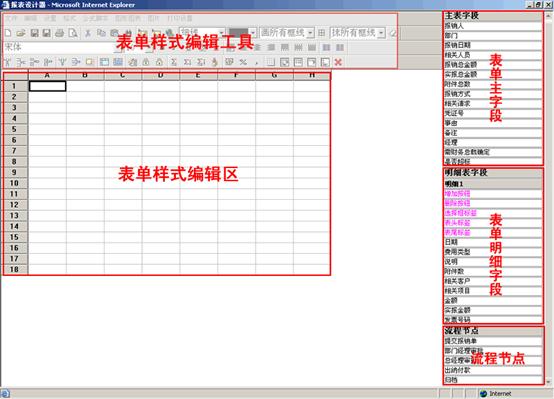 报表设计器 - Microsoft Internet Explorer
文件 编辑 设置 格式 公式脚本 图形图表 图片 打印设置
画所有框线 抹所有框线
宋体
表单样式编辑工具
A B C D E F G H
1
2
3
4
5
6
7
8
9
10
11
12
13
14
15
16
17
18
表单样式编辑区
主表字段
报销人
部门
报销日期
相关人员
报销总金额
实报总金额
附件总数
报销方式
相关请求
凭证号
事由
备注
经理
需财务总裁确定
是否超标
表单主字段
明细表字段
明细1
增加按钮
删除按钮
选择框标签
表头标签
表尾标签
日期
费用类型
说明
附件数
相关客户
相关项目
金额
实报金额
发票号码
表单明细字段
流程节点
提交报销单
部门经理审批
总经理审批
出纳付款
归档
流程节点
Internet